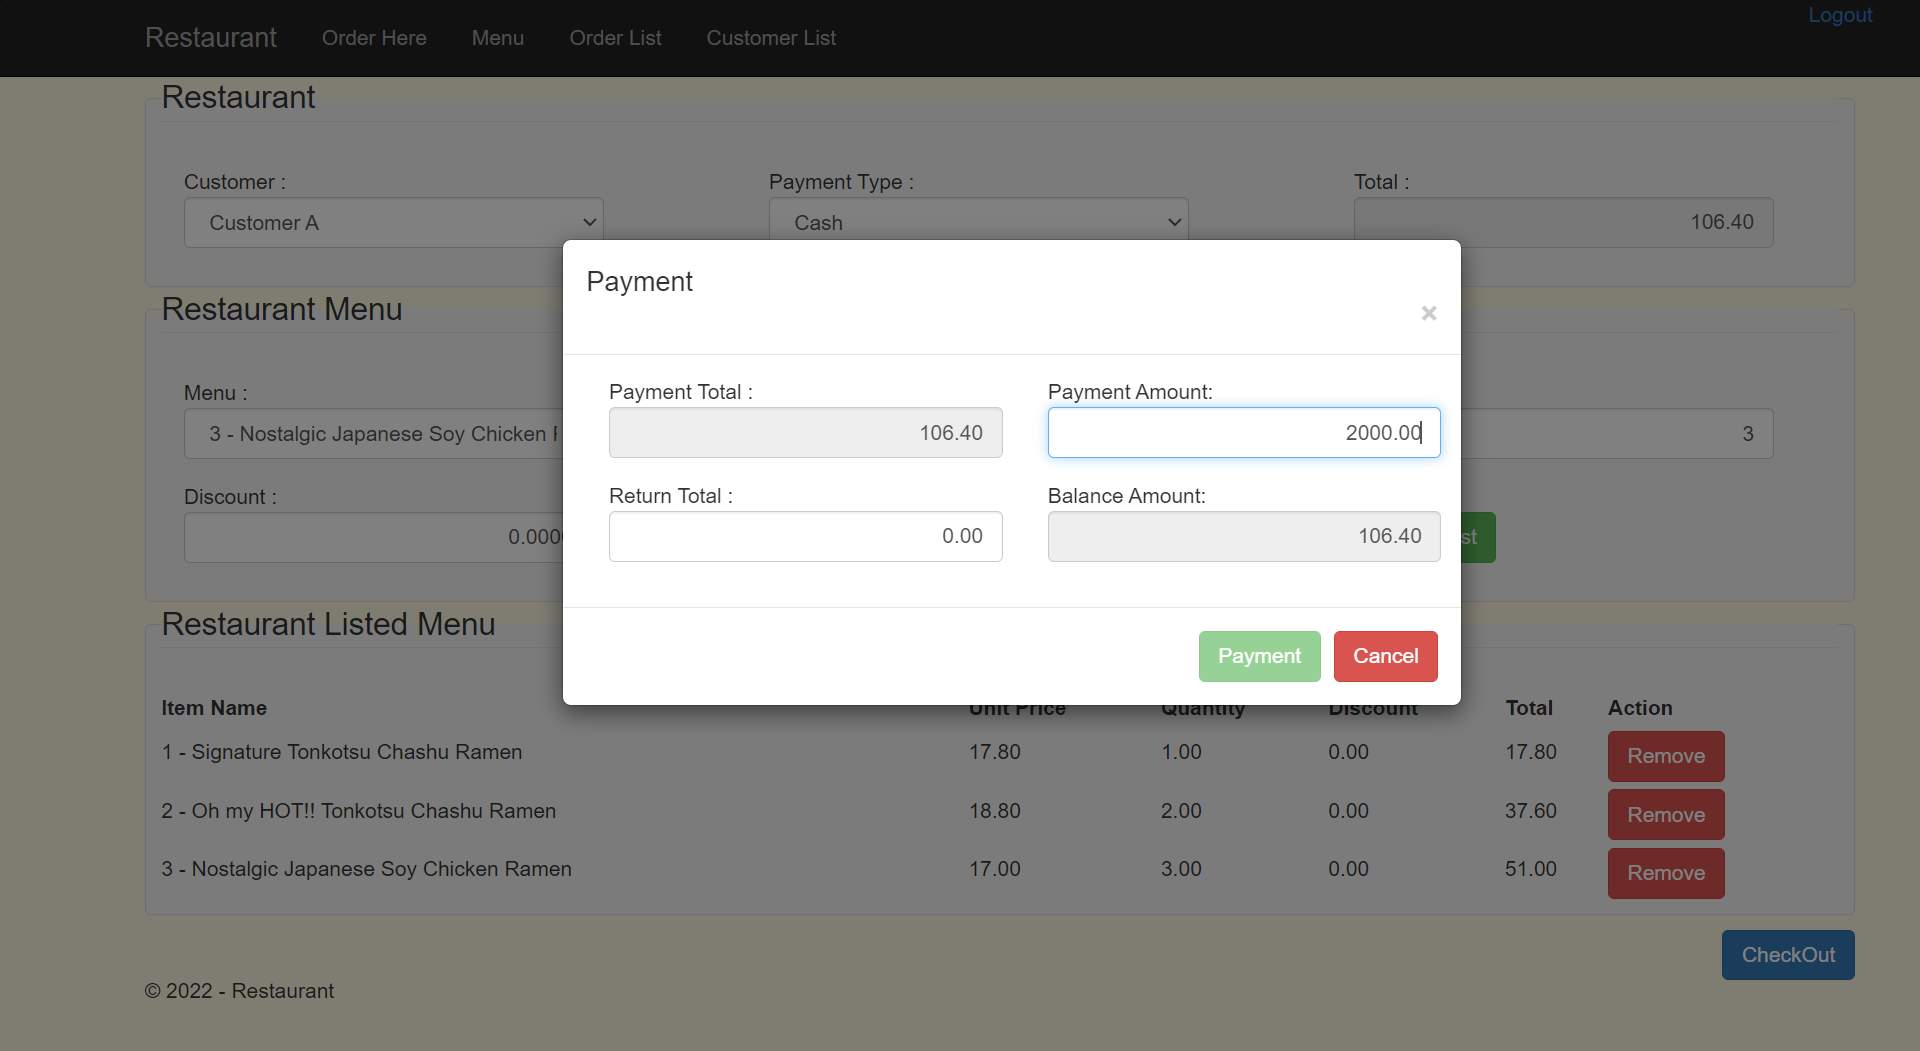 Restaurant Order Here Menu Order List Customer List Logout
Restaurant
Customer : Payment Type : Total :
Customer A Cash 106.40
Payment
×
Restaurant Menu
Menu :
3 - Nostalgic Japanese Soy Chicken
3
Payment Total : Payment Amount:
106.40 2000.00
Discount :
0.000
Return Total : Balance Amount:
0.00 106.40
st
Payment Cancel
Restaurant Listed Menu
Item Name Unit Price Quantity Discount Total Action
1 - Signature Tonkotsu Chashu Ramen 17.80 1.00 0.00 17.80 Remove
2 - Oh my HOT!! Tonkotsu Chashu Ramen 18.80 2.00 0.00 37.60 Remove
3 - Nostalgic Japanese Soy Chicken Ramen 17.00 3.00 0.00 51.00 Remove
CheckOut
© 2022 - Restaurant